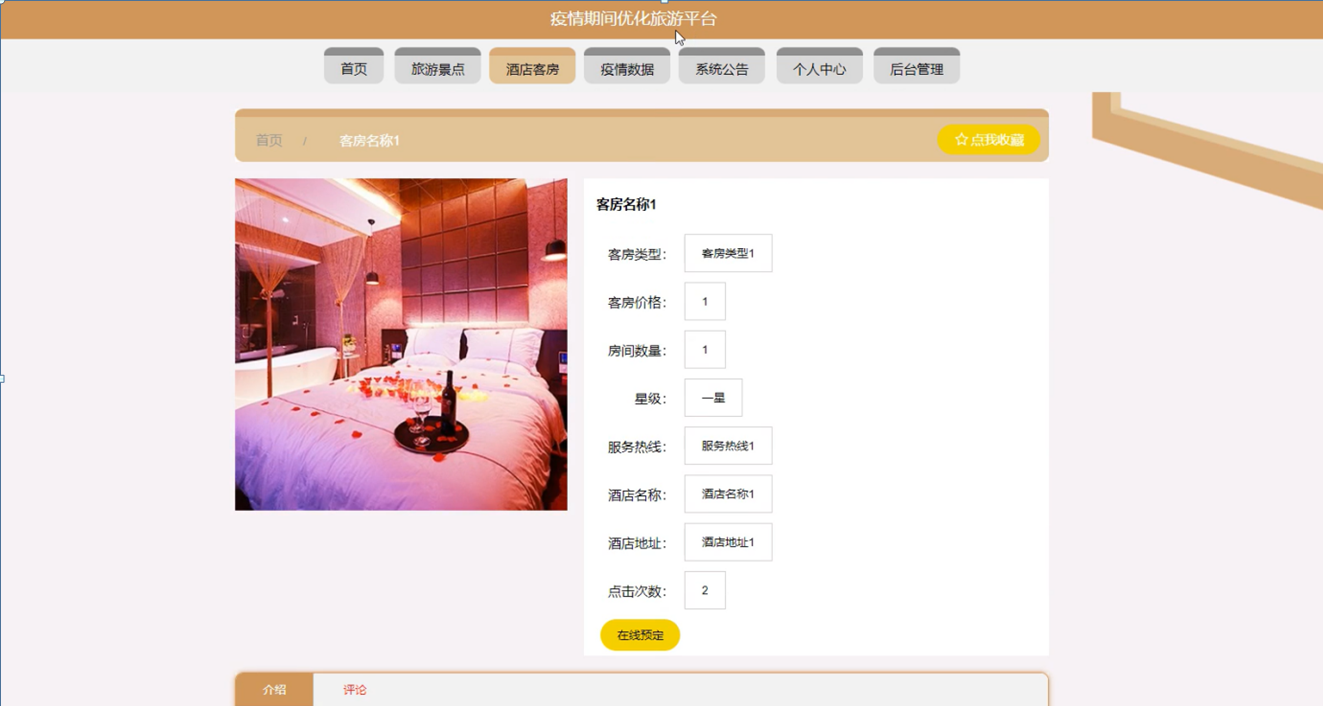 疫情期间优化旅游平台
首页 旅游景点 酒店客房 疫情数据 系统公告 个人中心 后台管理
首页 / 客房名称1 ☆点我收藏
客房名称1
客房类型： 客房类型1
客房价格： 1
房间数量： 1
星级： 一星
服务热线： 服务热线1
酒店名称： 酒店名称1
酒店地址： 酒店地址1
点击次数： 2
在线预定
介绍 评论